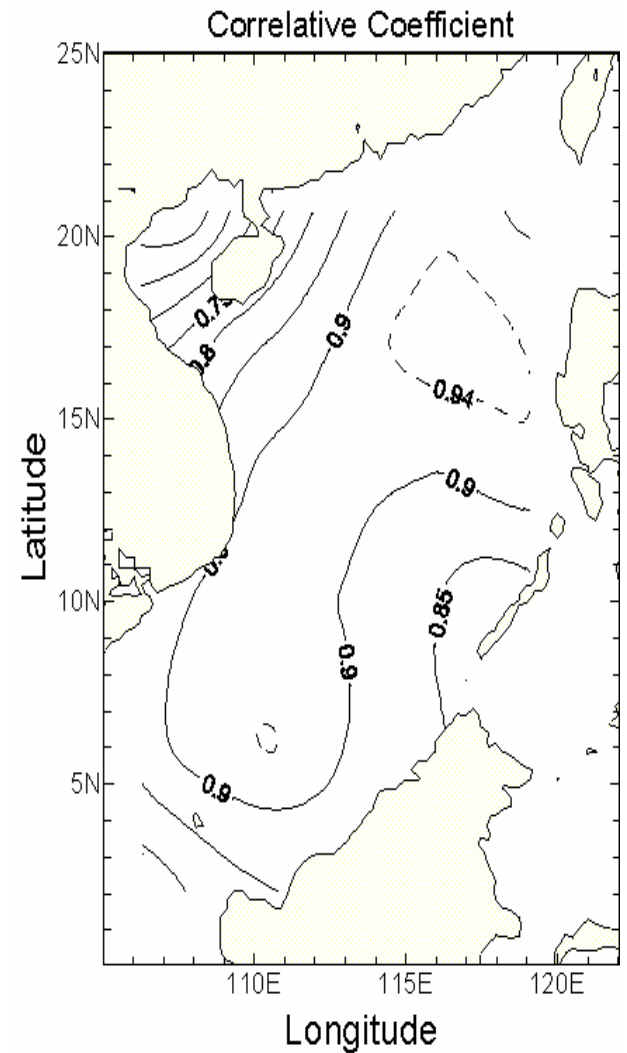 Correlative Coefficient
25N
20N
0.8
0.9
0.94
15N
0.9
Latitude
10N
0.85
0.9
5N
0.9
110E
115E
120E
Longitude